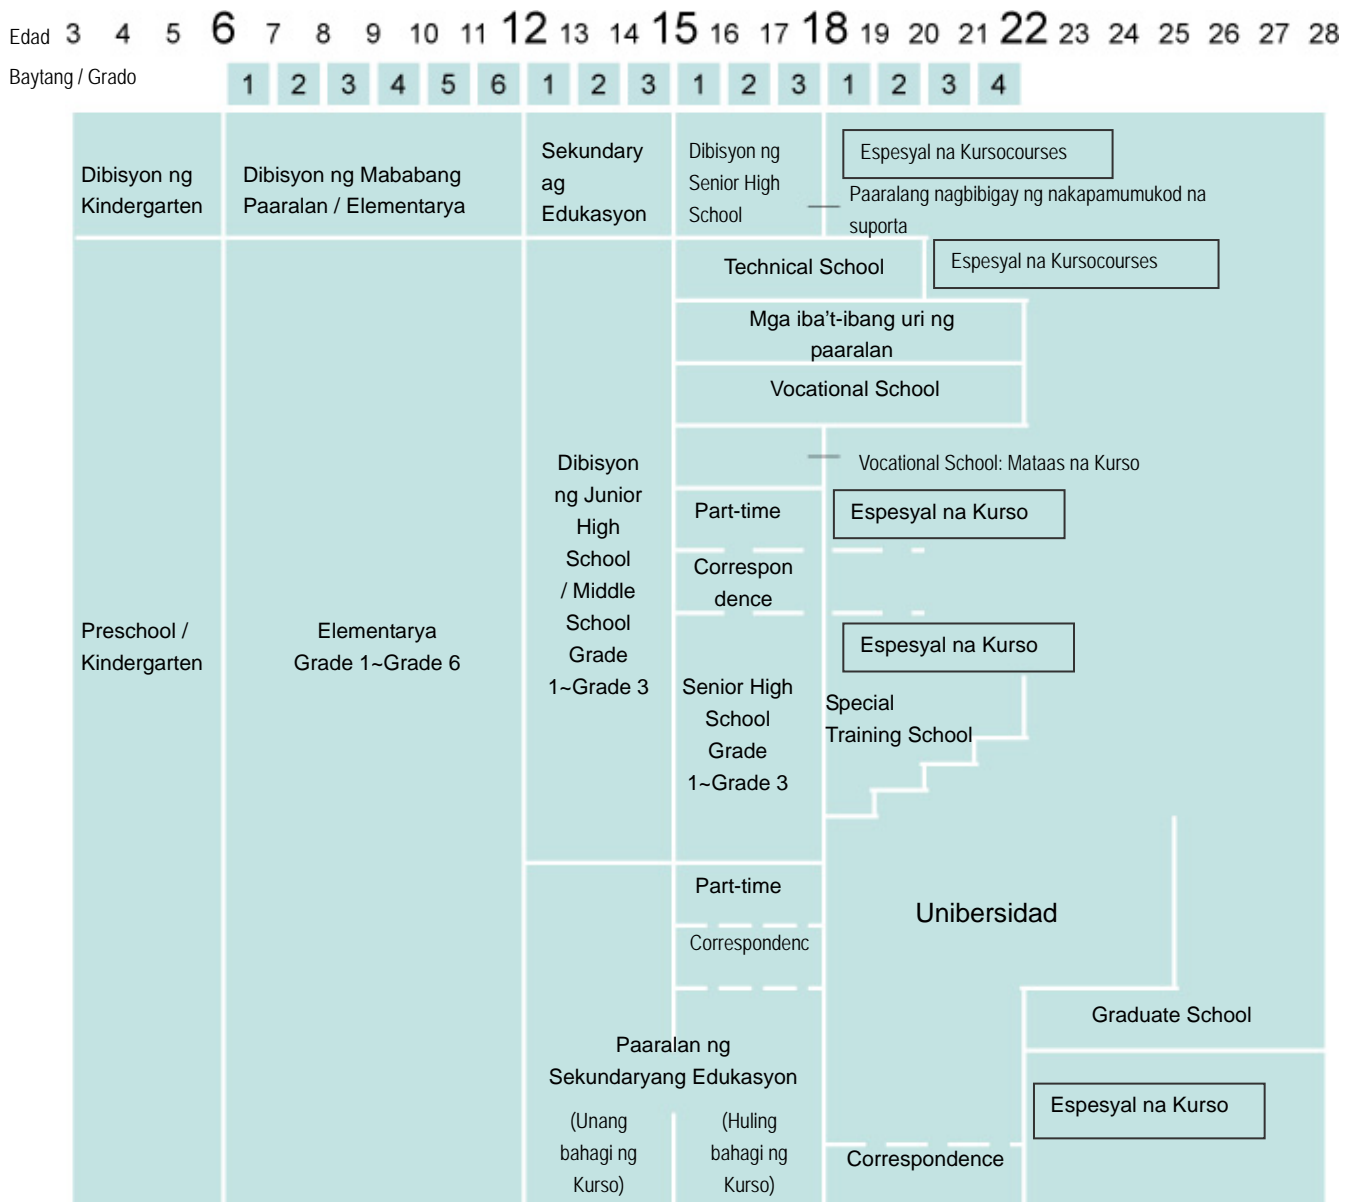 Edad 3 4 5 6 7 8 9 10 11 12 13 14 15 16 17 18 19 20 21 22 23 24 25 26 27 28
Baytang / Grado 1 2 3 4 5 6 1 2 3 1 2 3 1 2 3 4
Dibisyon ng
Kindergarten
Dibisyon ng Mababang
Paaralan / Elementarya
Sekundary
ag
Edukasyon
Dibisyon ng
Senior High
School
Espesyal na Kursocourses
Paaralang nagbibigay ng nakapamumukod na
suporta
Technical School
Espesyal na Kursocourses
Mga iba't-ibang uri ng
paaralan
Vocational School
Vocational School: Mataas na Kurso
Preschool /
Kindergarten
Elementarya
Grade 1~Grade 6
Dibisyon
ng Junior
High
School
/ Middle
School
Grade
1~Grade 3
Part-time
Espesyal na Kurso
Correspon
dence
Espesyal na Kurso
Senior High
School
Grade
1~Grade 3
Special
Training School
Part-time
Correspondenc
Unibersidad
Graduate School
Paaralan ng
Sekundaryang Edukasyon
(Unang
bahagi ng
Kurso)
(Huling
bahagi ng
Kurso)
Espesyal na Kurso
Correspondence